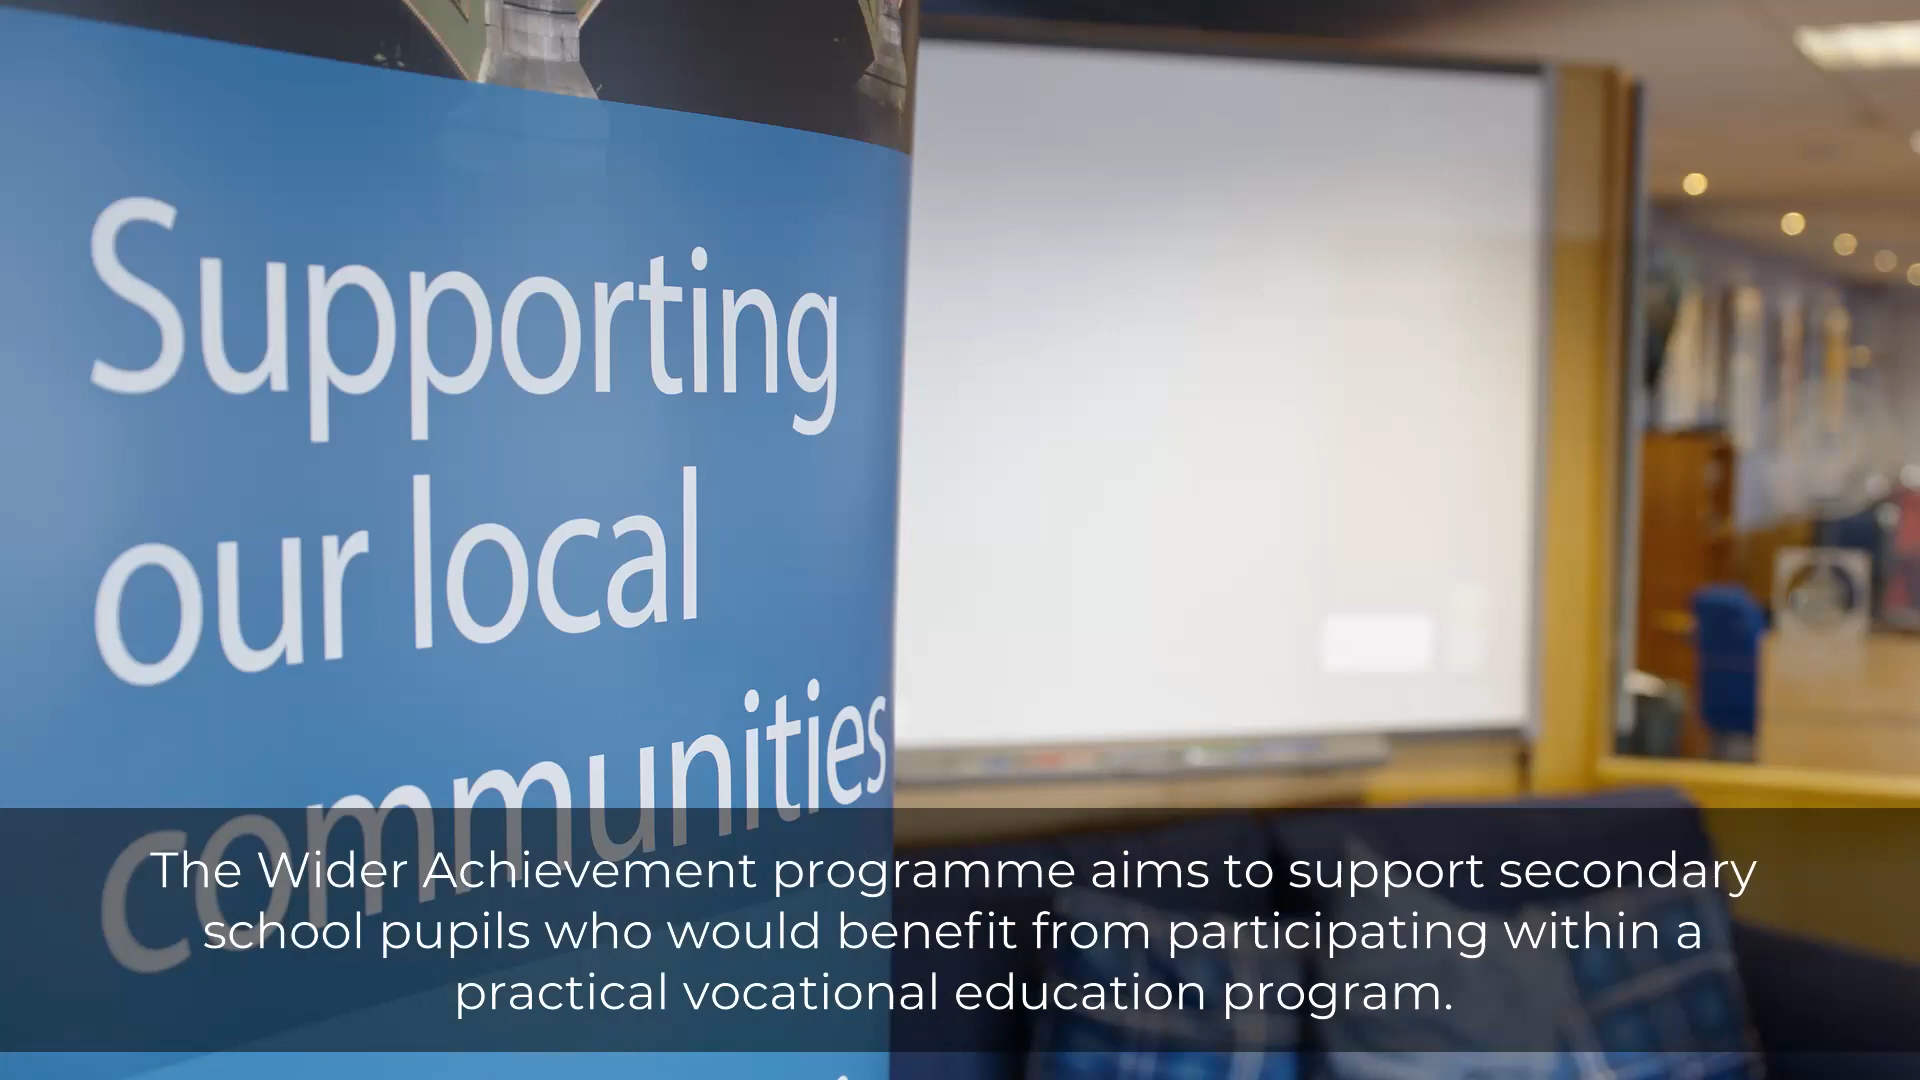 Supporting
our local
communities
The Wider Achievement programme aims to support secondary
school pupils who would benefit from participating within a
practical vocational education program.